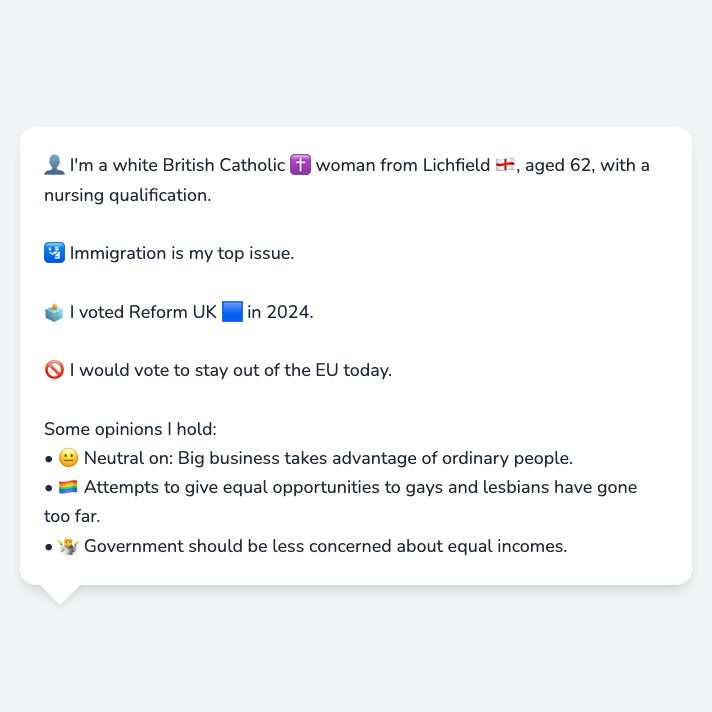 👤 I'm a white British Catholic ✝️ woman from Lichfield 🏴󠁧󠁢󠁥󠁮󠁧󠁿, aged 62, with a
nursing qualification.
🛂 Immigration is my top issue.
🗳️ I voted Reform UK 🟦 in 2024.
🚫 I would vote to stay out of the EU today.
Some opinions I hold:
• 😐 Neutral on: Big business takes advantage of ordinary people.
• 🏳️‍🌈 Attempts to give equal opportunities to gays and lesbians have gone
too far.
• 🤷‍♀️ Government should be less concerned about equal incomes.